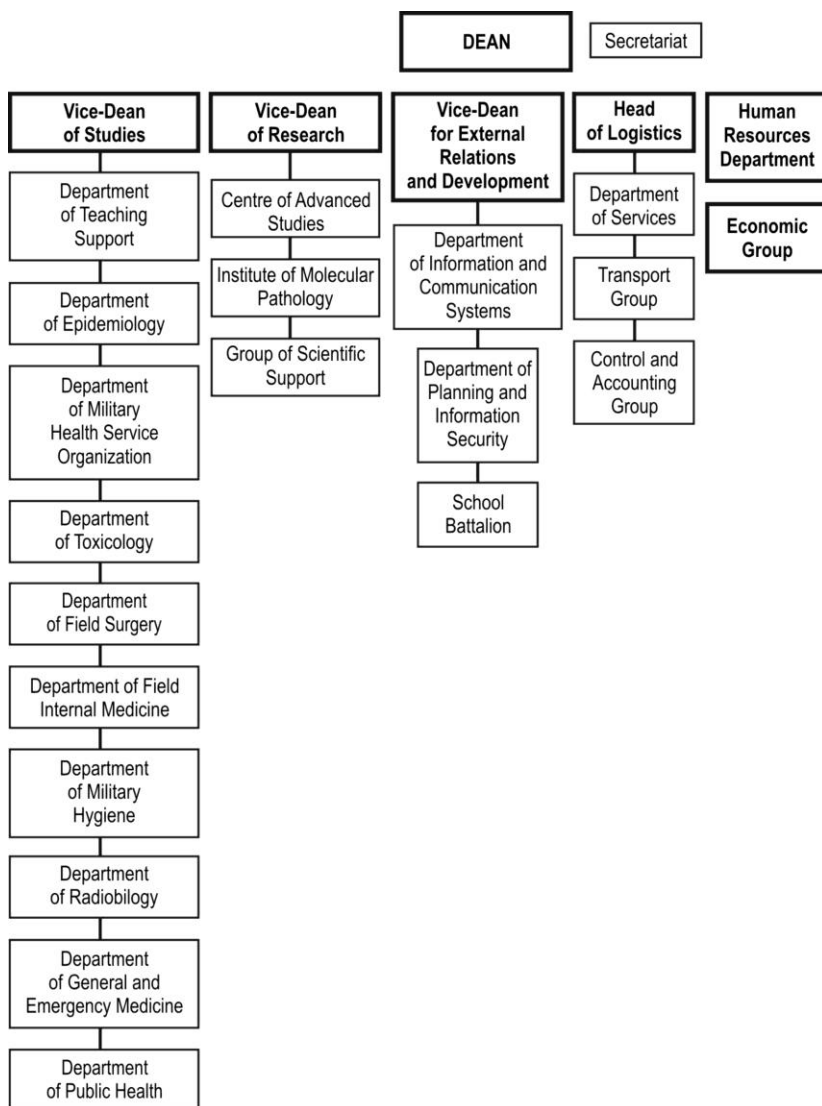 DEAN
Secretariat
Vice-Dean
of Studies
Department
of Teaching
Support
Department
of Epidemiology
Department
of Military
Health Service
Organization
Department
of Toxicology
Department
of Field Surgery
Department of Field
Internal Medicine
Department
of Military
Hygiene
Department
of Radiobilogy
Department
of General and
Emergency Medicine
Department
of Public Health
Vice-Dean
of Research
Centre of Advanced
Studies
Institute of Molecular
Pathology
Group of Scientific
Support
Vice-Dean
for External
Relations
and Development
Department
of Information and
Communication
Systems
Department of
Planning and
Information
Security
School
Battalion
Head
of Logistics
Department
of Services
Transport
Group
Control and
Accounting
Group
Human
Resources
Department
Economic
Group